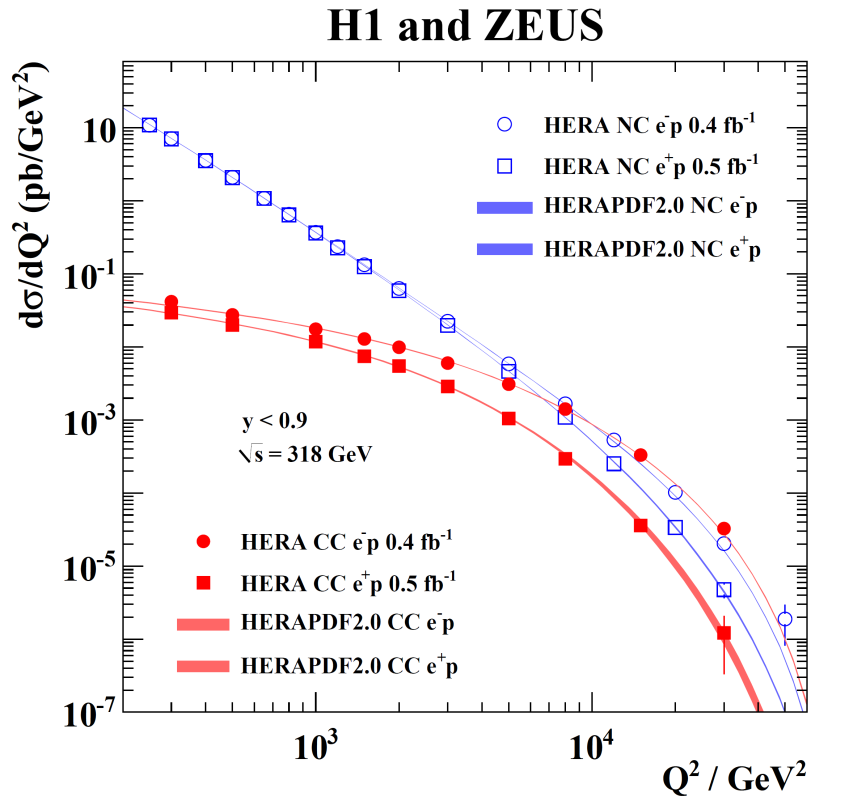 H1 and ZEUS
dσ/dQ² (pb/GeV²)
10
10⁻¹
10⁻³
10⁻⁵
10⁻⁷
HERA NC e⁻p 0.4 fb⁻¹
HERA NC e⁺p 0.5 fb⁻¹
HERAPDF2.0 NC e⁻p
HERAPDF2.0 NC e⁺p
y < 0.9
√s = 318 GeV
HERA CC e⁻p 0.4 fb⁻¹
HERA CC e⁺p 0.5 fb⁻¹
HERAPDF2.0 CC e⁻p
HERAPDF2.0 CC e⁺p
10³ 10⁴
Q² / GeV²